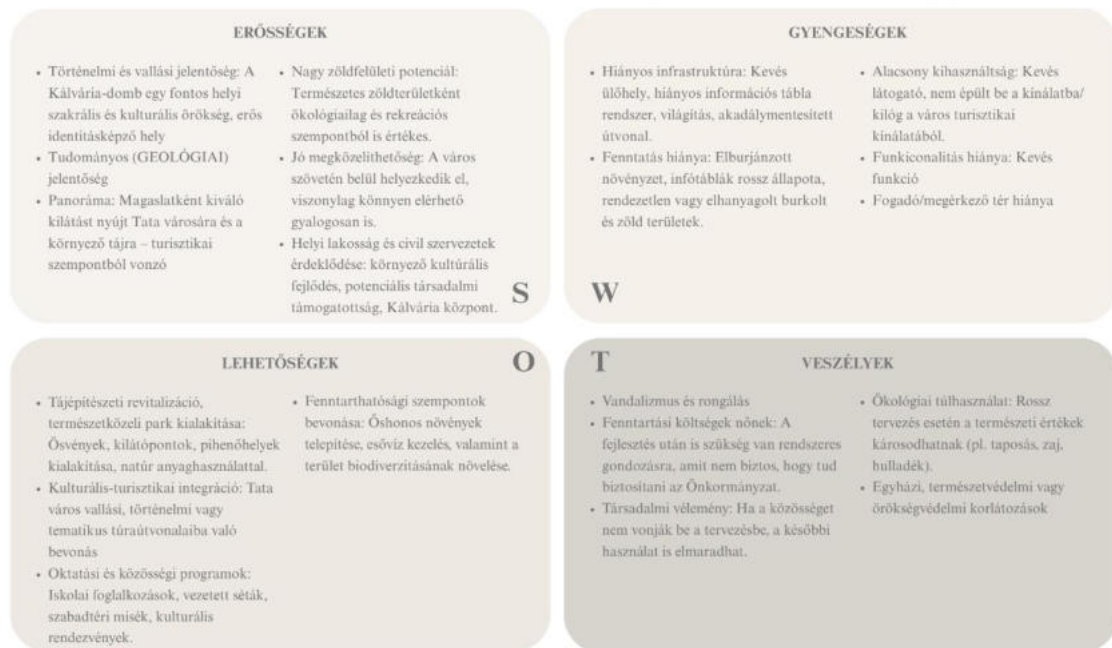 ERŐSSÉGEK
• Történelmi és vallási jelentőség: A
Kálvária-domb egy fontos helyi
szakrális és kulturális örökség, erős
identitásképző hely
• Tudományos (GEOLÓGIAI)
jelentőség
• Panoráma: Magaslatként kiváló
kilátást nyújt Tata városára és a
környező tájra – turisztikai
szempontból vonzó
• Nagy zöldfelületi potenciál:
Természetes zöldterületként
ökológiailag és rekreációs
szempontból is értékes.
• Jó megközelíthetőség: A város
szövetén belül helyezkedik el,
viszonylag könnyen elérhető
gyalogosan is.
• Helyi lakosság és civil szervezetek
érdeklődése: környező kultúrális
fejlődés, potenciális társadalmi
támogatottság, Kálvária központ.
S
GYENGESÉGEK
• Hiányos infrastruktúra: Kevés
ülőhely, hiányos információs tábla
rendszer, világítás, akadálymentesített
útvonal.
• Fenntatás hiánya: Elburjánzott
növényzet, infótáblák rossz állapota,
rendezetlen vagy elhanyagolt burkolt
és zöld területek.
• Alacsony kihasználtság: Kevés
látogató, nem épült be a kínálatba/
kilóg a város turisztikai
kínálatából.
• Funkiconalitás hiánya: Kevés
funkció
• Fogadó/megérkező tér hiánya
W
LEHETŐSÉGEK
O
• Tájépítészeti revitalizáció,
természetközeli park kialakítása:
Ösvények, kilátópontok, pihenőhelyek
kialakítása, natúr anyaghasználattal.
• Kulturális-turisztikai integráció: Tata
város vallási, történelmi vagy
tematikus túraútvonalaiba való
bevonás
• Oktatási és közösségi programok:
Iskolai foglalkozások, vezetett séták,
szabadtéri misék, kulturális
rendezvények.
• Fenntarthatósági szempontok
bevonása: Őshonos növények
telepítése, esővíz kezelés, valamint a
terület biodiverzitásának növelése.
T
VESZÉLYEK
• Vandalizmus és rongálás
• Fenntartási költségek nőnek: A
fejlesztés után is szükség van rendszeres
gondozásra, amit nem biztos, hogy tud
biztosítani az Önkormányzat.
• Társadalmi vélemény: Ha a közösséget
nem vonják be a tervezésbe, a későbbi
használat is elmaradhat.
• Ökológiai túlhasználat: Rossz
tervezés esetén a természeti értékek
károsodhatnak (pl. taposás, zaj,
hulladék).
• Egyházi, természetvédelmi vagy
örökségvédelmi korlátozások